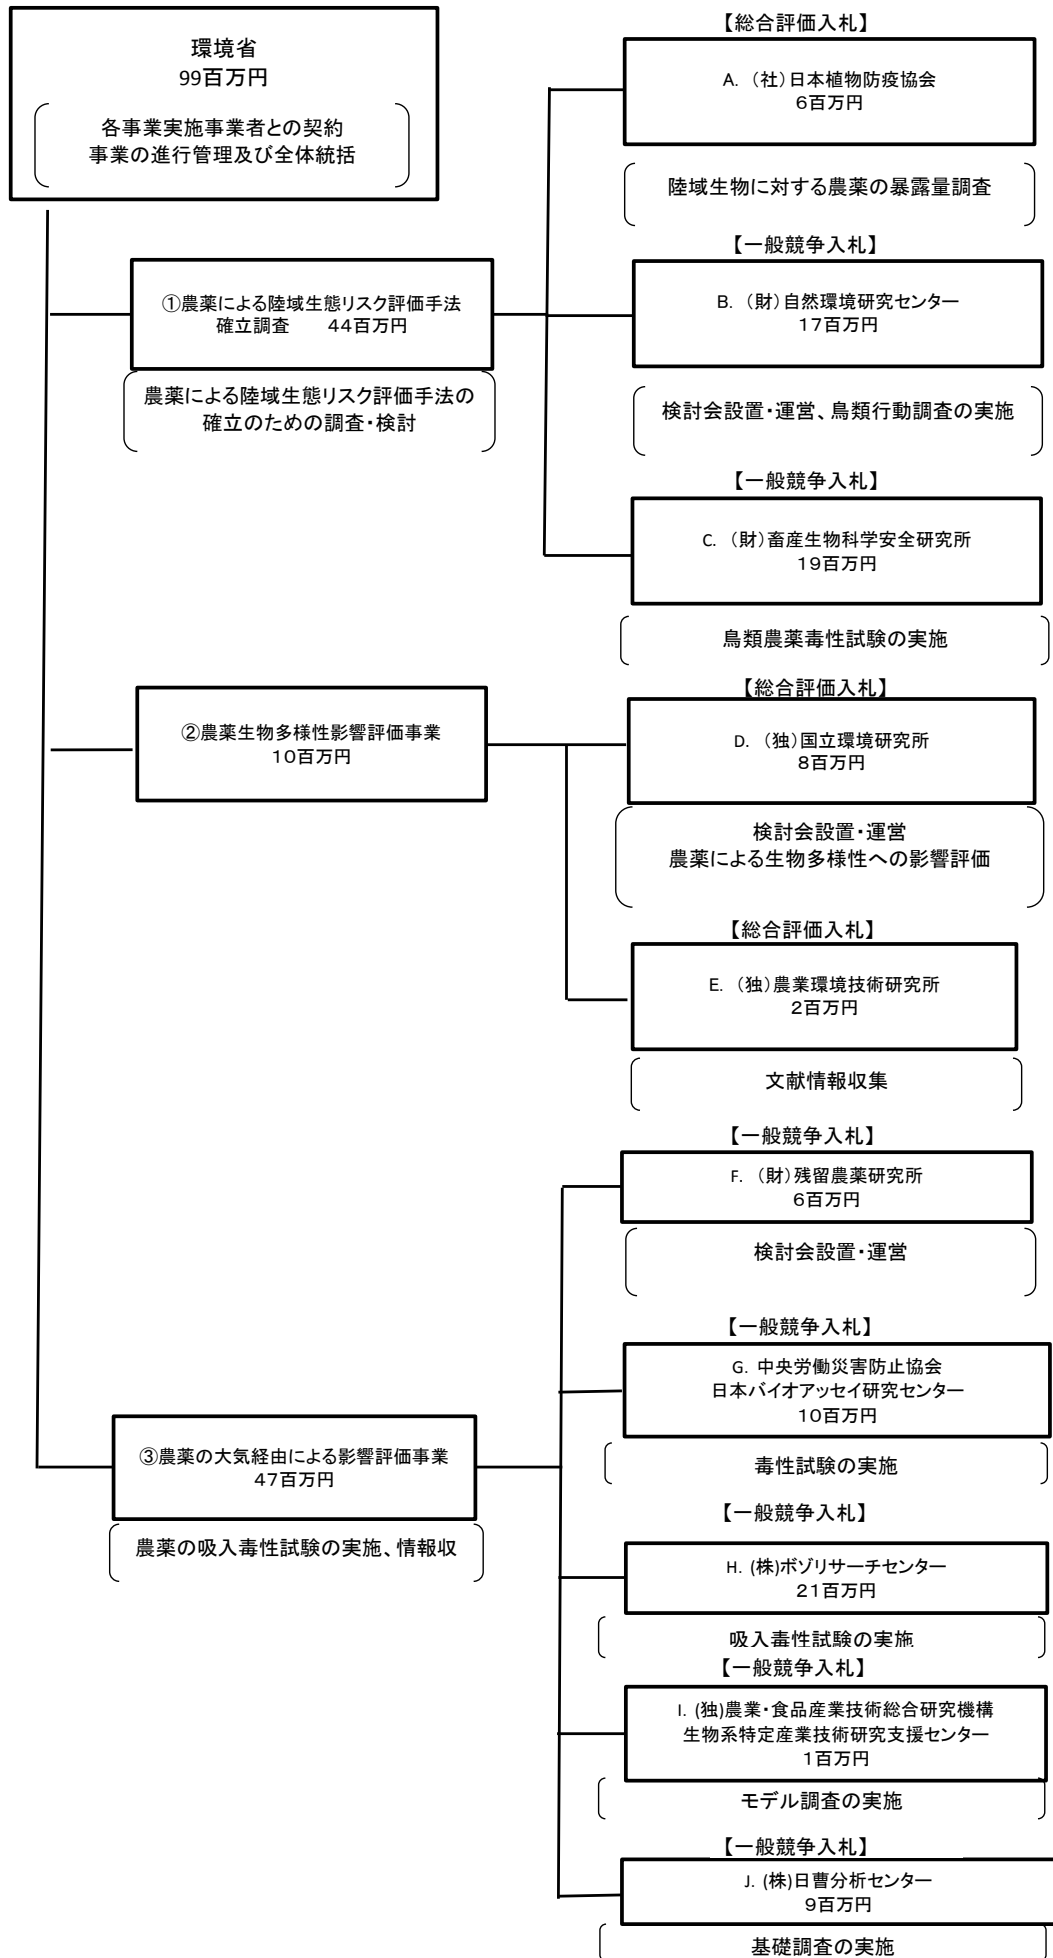 環境省
99百万円
各事業実施事業者との契約
事業の進行管理及び全体統括
①農薬による陸域生態リスク評価手法
確立調査　　44百万円
農薬による陸域生態リスク評価手法の
確立のための調査・検討
【総合評価入札】
A. （社）日本植物防疫協会
6百万円
陸域生物に対する農薬の暴露量調査
【一般競争入札】
B. （財）自然環境研究センター
17百万円
検討会設置・運営、鳥類行動調査の実施
【一般競争入札】
C. （財）畜産生物科学安全研究所
19百万円
鳥類農薬毒性試験の実施
②農薬生物多様性影響評価事業
10百万円
【総合評価入札】
D. （独）国立環境研究所
8百万円
検討会設置・運営
農薬による生物多様性への影響評価
【総合評価入札】
E. （独）農業環境技術研究所
2百万円
文献情報収集
③農薬の大気経由による影響評価事業
47百万円
農薬の吸入毒性試験の実施、情報収
【一般競争入札】
F. （財）残留農薬研究所
6百万円
検討会設置・運営
【一般競争入札】
G. 中央労働災害防止協会
日本バイオアッセイ研究センター
10百万円
毒性試験の実施
【一般競争入札】
H. (株)ボゾリサーチセンター
21百万円
吸入毒性試験の実施
【一般競争入札】
I. (独)農業・食品産業技術総合研究機構
生物系特定産業技術研究支援センター
1百万円
モデル調査の実施
【一般競争入札】
J. (株)日曹分析センター
9百万円
基礎調査の実施